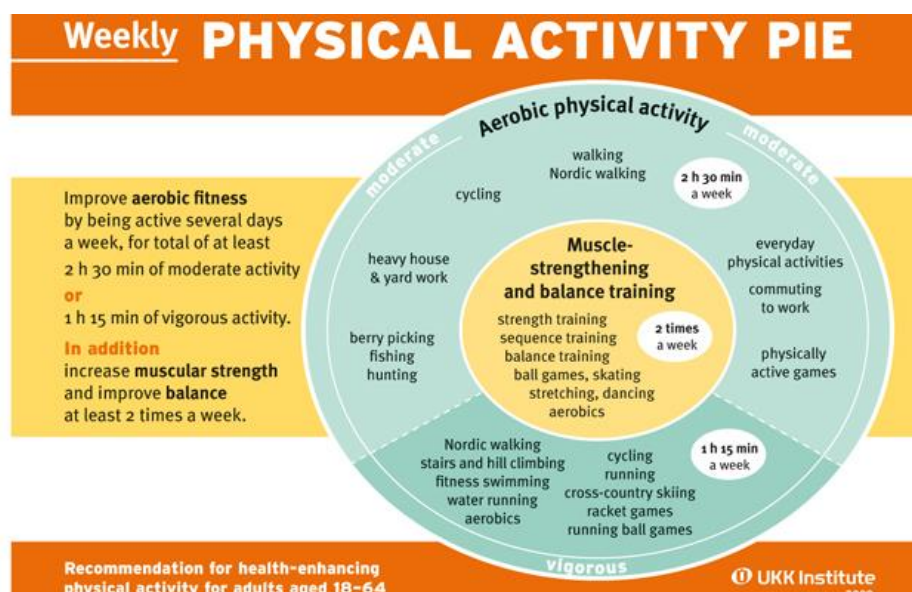 Weekly PHYSICAL ACTIVITY PIE
Improve aerobic fitness
by being active several days
a week, for total of at least
2 h 30 min of moderate activity
or
1 h 15 min of vigorous activity.
In addition
increase muscular strength
and improve balance
at least 2 times a week.
Aerobic physical activity
moderate
moderate
walking
Nordic walking
2 h 30 min
a week
cycling
heavy house
& yard work
berry picking
fishing
hunting
everyday
physical activities
commuting
to work
physically
active games
Muscle-
strengthening
and balance training
strength training
sequence training
balance training
ball games, skating
stretching, dancing
aerobics
2 times
a week
Nordic walking
stairs and hill climbing
fitness swimming
water running
aerobics
cycling
running
cross-country skiing
racket games
running ball games
1 h 15 min
a week
vigorous
Recommendation for health-enhancing
physical activity for adults aged 18–64
UKK Institute